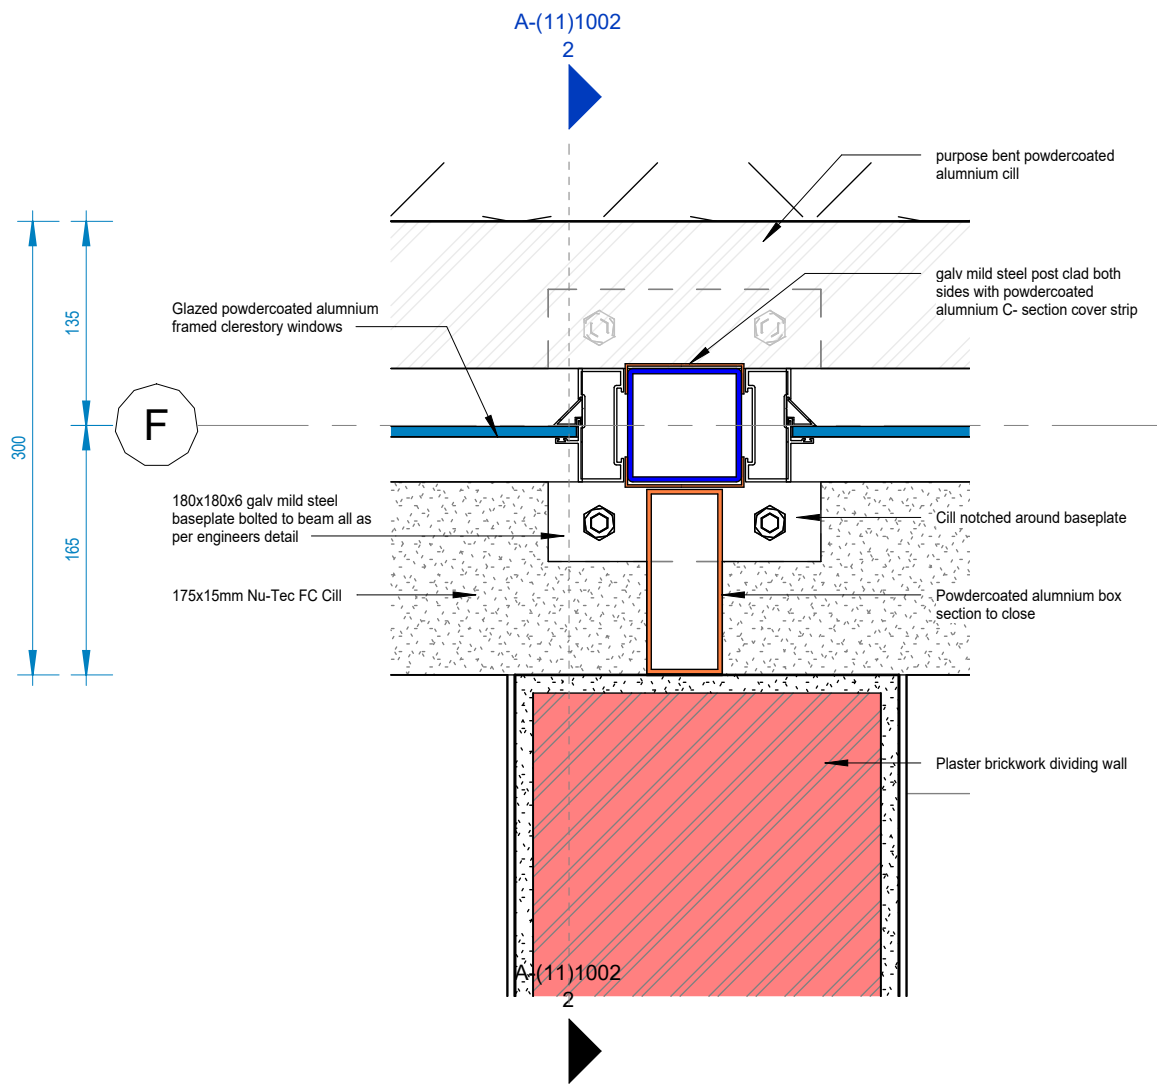 A-(11)1002
2
purpose bent powdercoated
alumnium cill
galv mild steel post clad both
sides with powdercoated
alumnium C- section cover strip
Glazed powdercoated alumnium
framed clerestory windows
135
F
300
165
180x180x6 galv mild steel
baseplate bolted to beam all as
per engineers detail
Cill notched around baseplate
175x15mm Nu-Tec FC Cill
Powdercoated alumnium box
section to close
Plaster brickwork dividing wall
A-(11)1002
2